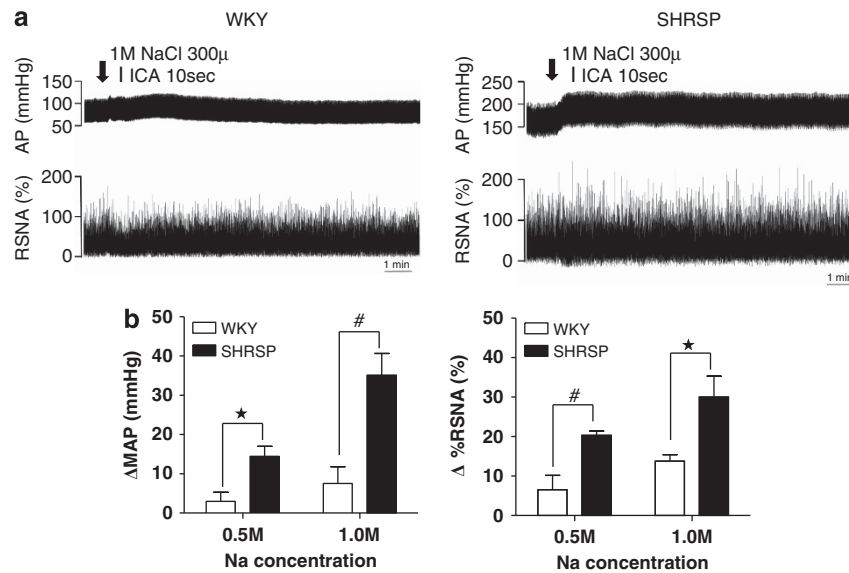 a
WKY
SHRSP
1M NaCl 300μ
l ICA 10sec
150
100
50
AP (mmHg)
200
100
0
RSNA (%)
1 min
1M NaCl 300μ
l ICA 10sec
250
200
150
AP (mmHg)
200
100
0
RSNA (%)
1 min
b
50
40
30
20
10
0
ΔMAP (mmHg)
WKY
SHRSP
★
#
0.5M
1.0M
Na concentration
50
40
30
20
10
0
Δ %RSNA (%)
WKY
SHRSP
#
★
0.5M
1.0M
Na concentration